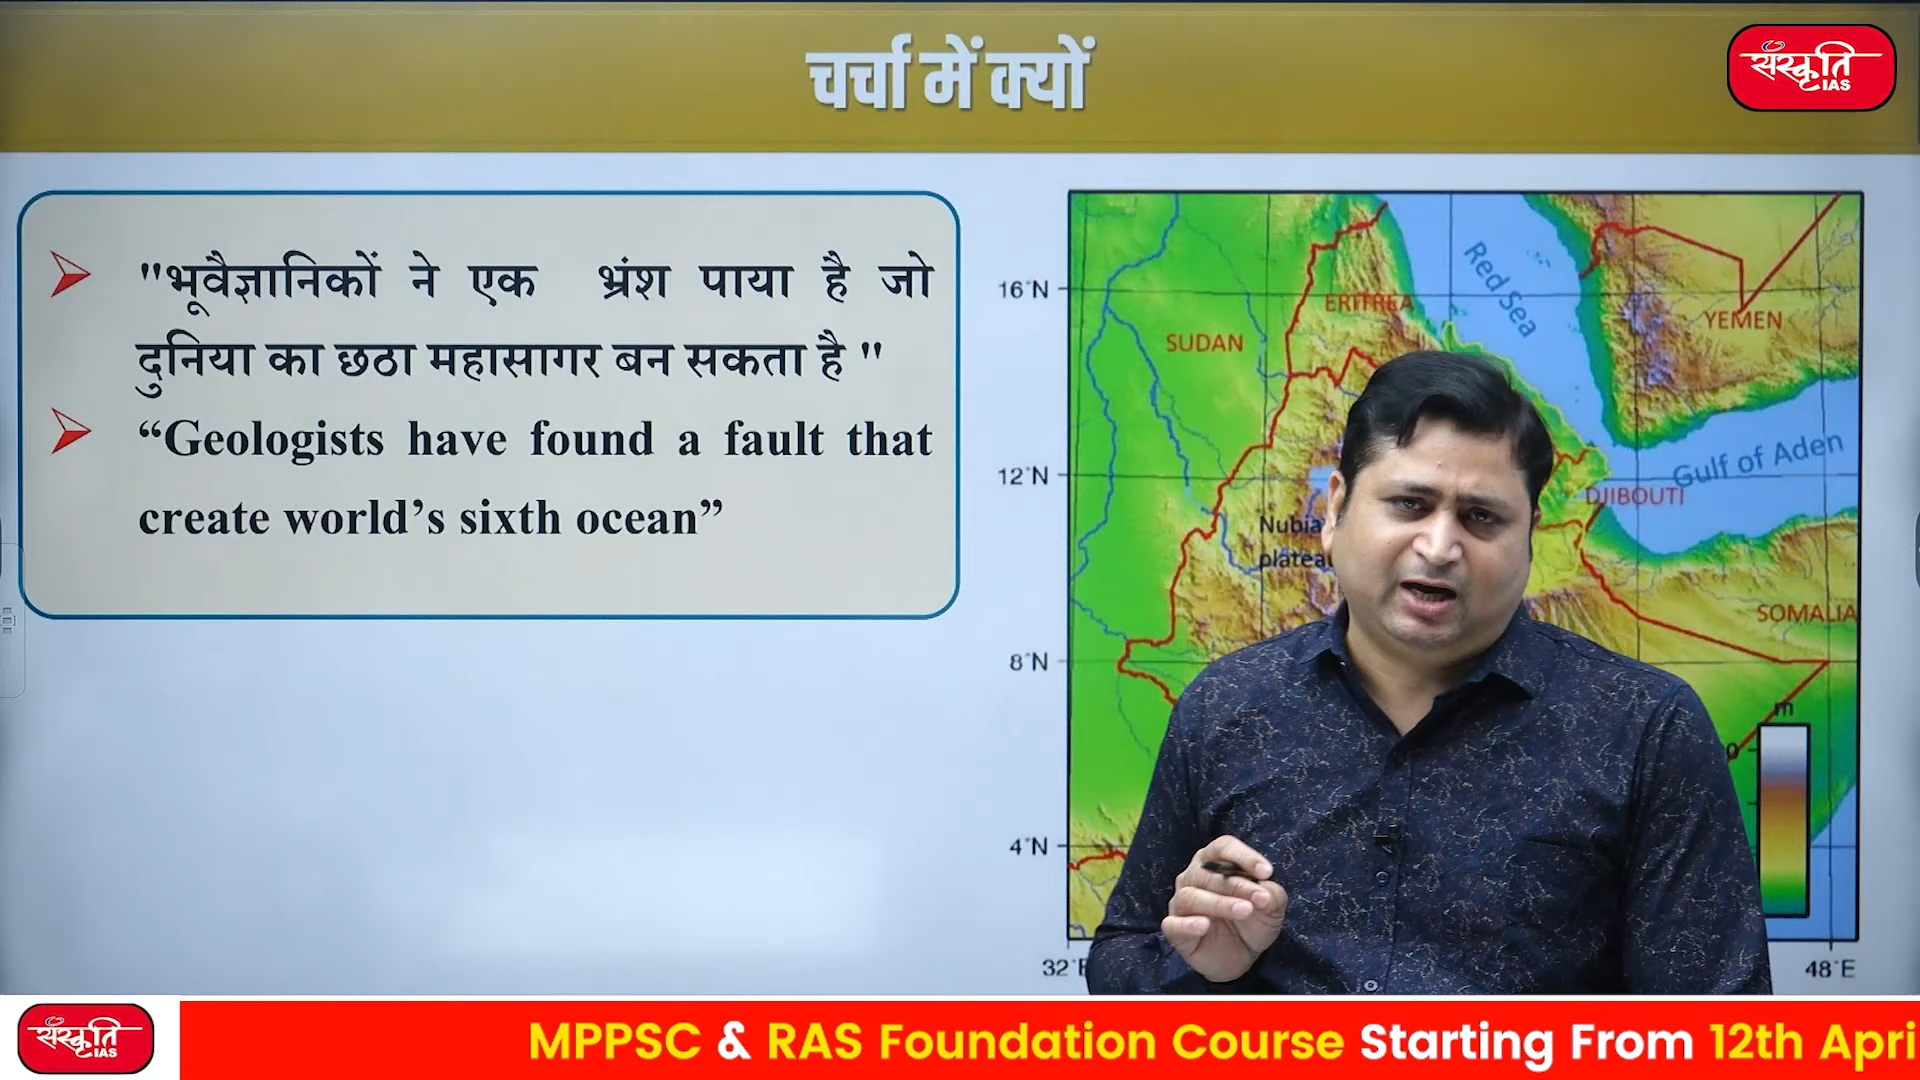 चर्चा में क्यों
संस्कृति
IAS
"भूवैज्ञानिकों ने एक भ्रंश पाया है जो
दुनिया का छठा महासागर बन सकता है "
“Geologists have found a fault that
create world’s sixth ocean”
16°N
12°N
8°N
4°N
32°E
48°E
Red Sea
ERITREA
SUDAN
YEMEN
Gulf of Aden
DJIBOUTI
Nubia
SOMALIA
m
0
संस्कृति
IAS
MPPSC & RAS Foundation Course Starting From 12th Apri